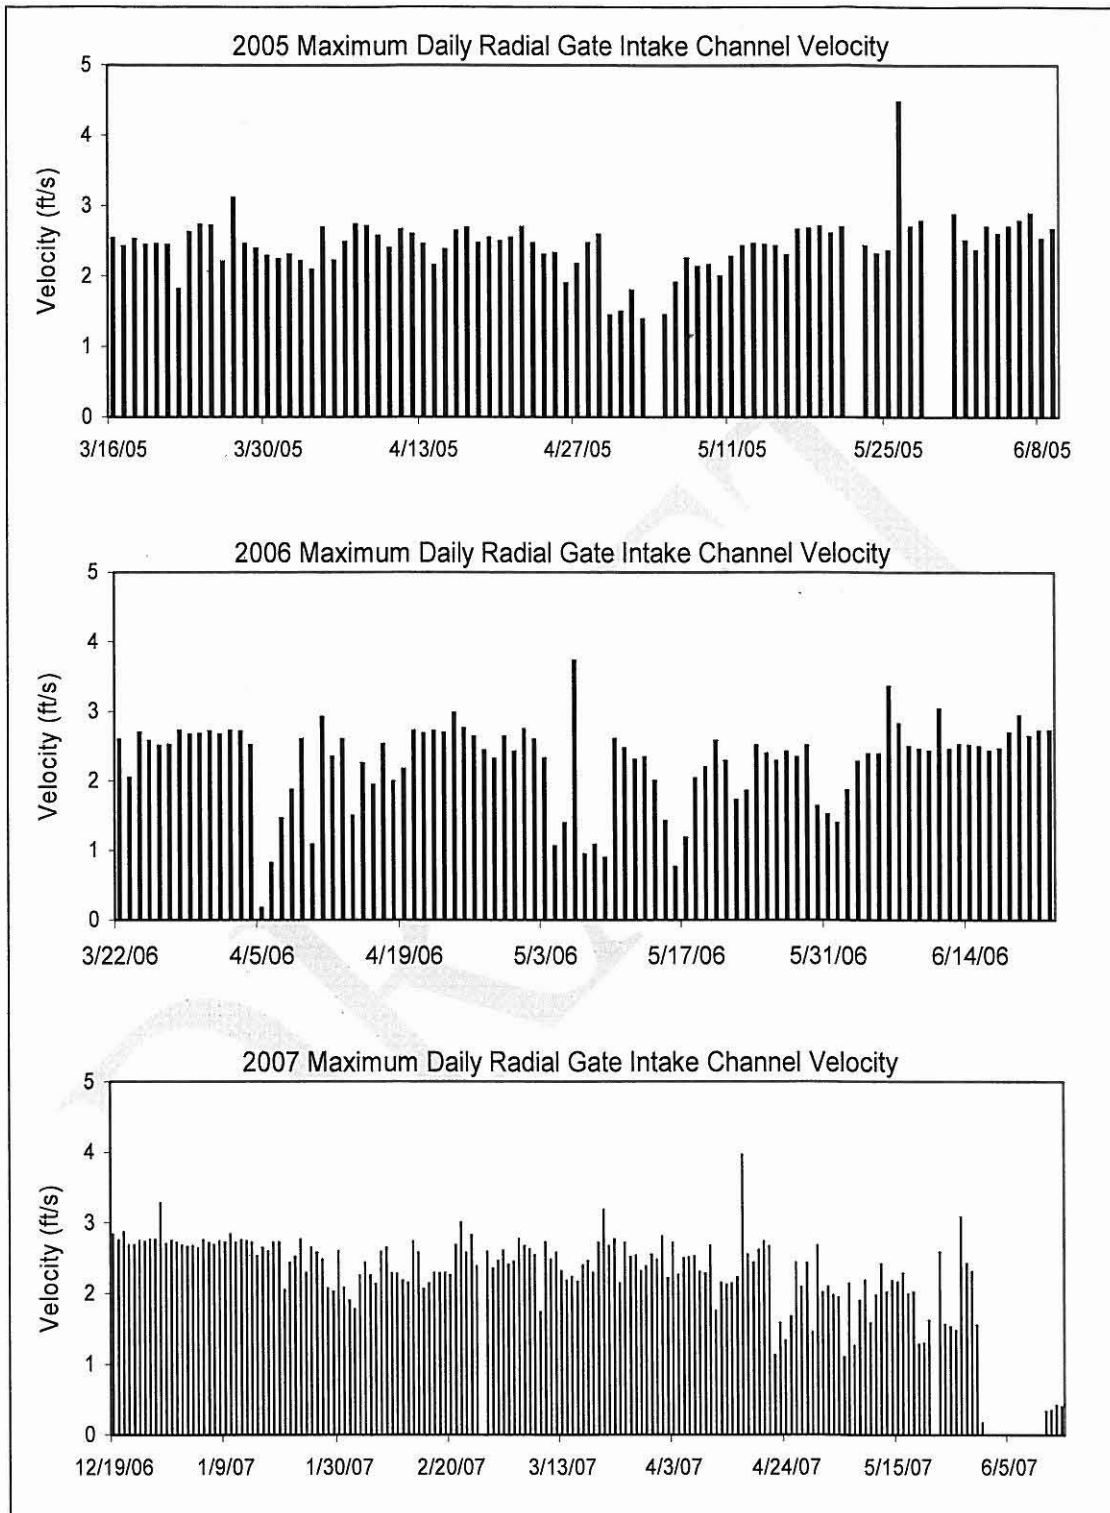 2005 Maximum Daily Radial Gate Intake Channel Velocity
5
4
3
2
1
0
Velocity (ft/s)
3/16/05 3/30/05 4/13/05 4/27/05 5/11/05 5/25/05 6/8/05
2006 Maximum Daily Radial Gate Intake Channel Velocity
5
4
3
2
1
0
Velocity (ft/s)
3/22/06 4/5/06 4/19/06 5/3/06 5/17/06 5/31/06 6/14/06
2007 Maximum Daily Radial Gate Intake Channel Velocity
5
4
3
2
1
0
Velocity (ft/s)
12/19/06 1/9/07 1/30/07 2/20/07 3/13/07 4/3/07 4/24/07 5/15/07 6/5/07